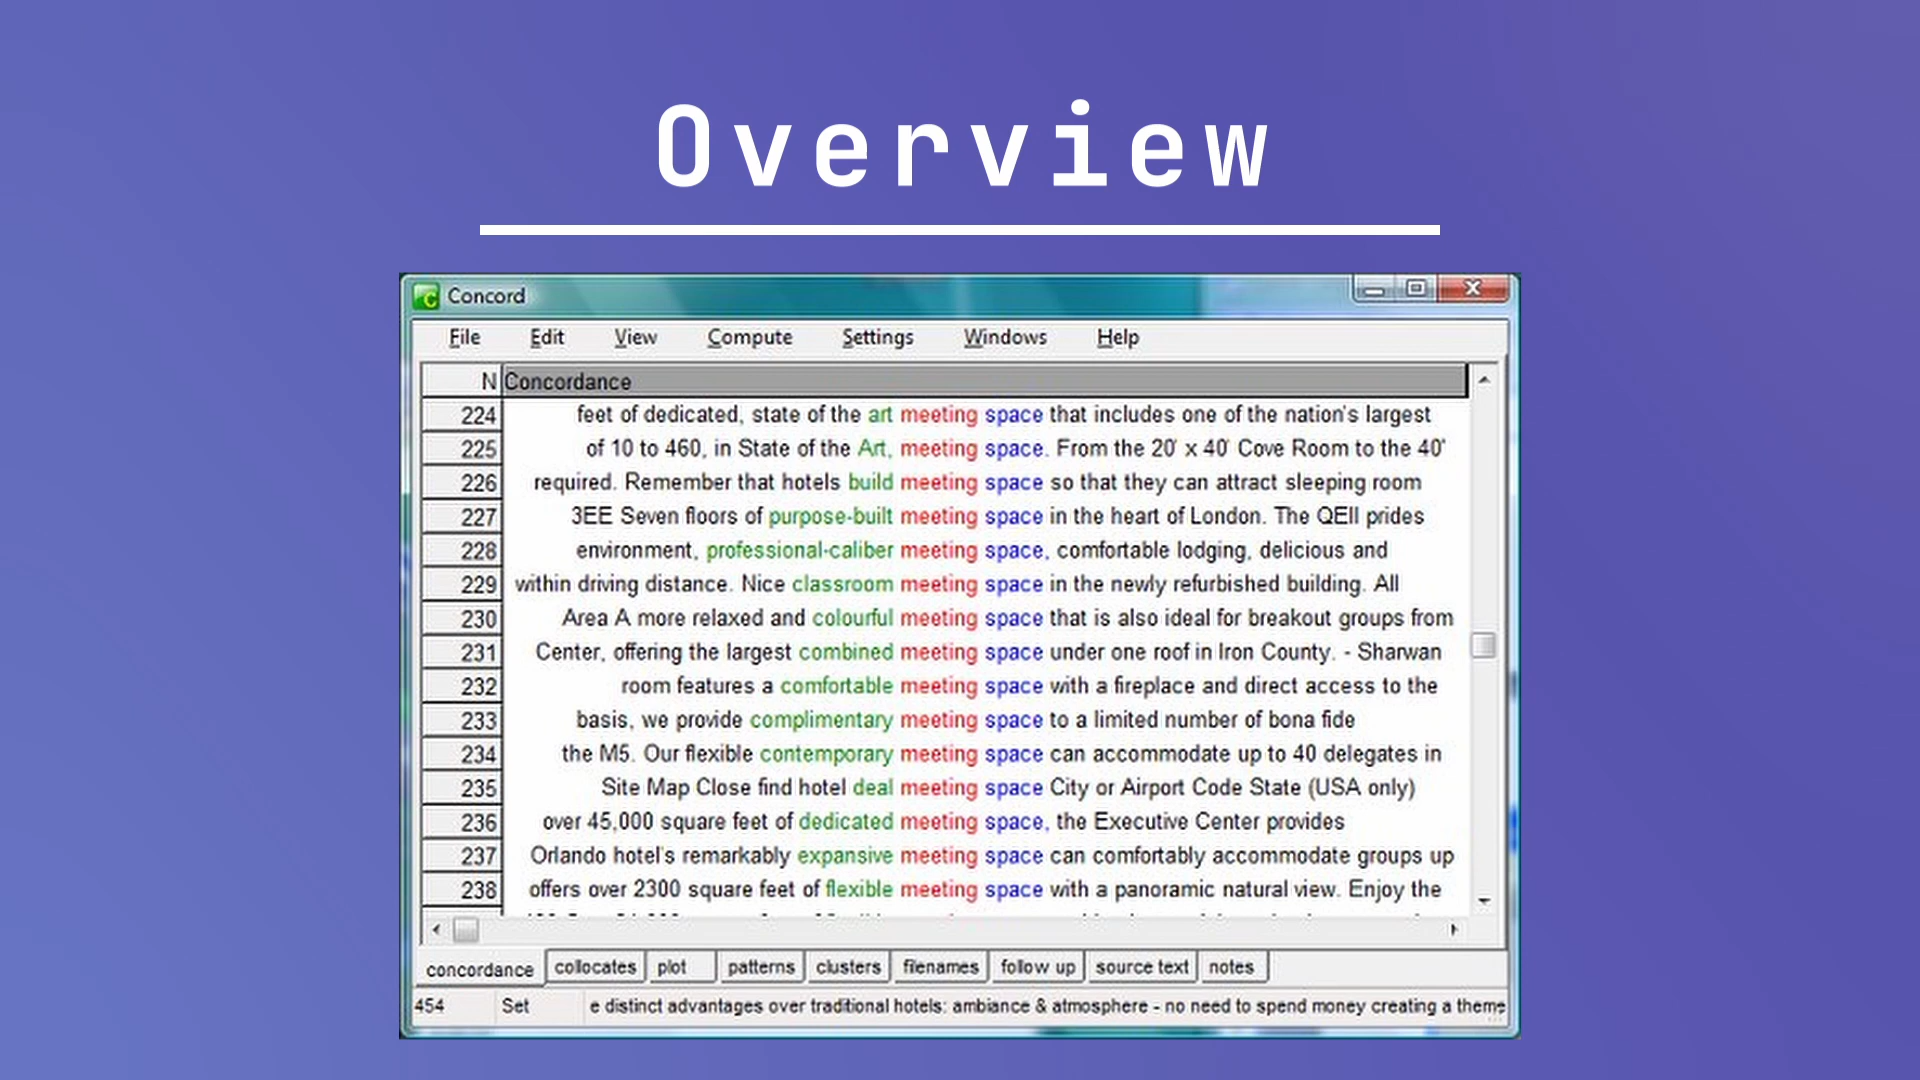 Overview
Concord
File Edit View Compute Settings Windows Help
N Concordance
224 feet of dedicated, state of the art meeting space that includes one of the nation's largest
225 of 10 to 460, in State of the Art, meeting space. From the 20' x 40' Cove Room to the 40'
226 required. Remember that hotels build meeting space so that they can attract sleeping room
227 3EE Seven floors of purpose-built meeting space in the heart of London. The QEII prides
228 environment, professional-caliber meeting space, comfortable lodging, delicious and
229 within driving distance. Nice classroom meeting space in the newly refurbished building. All
230 Area A more relaxed and colourful meeting space that is also ideal for breakout groups from
231 Center, offering the largest combined meeting space under one roof in Iron County. - Sharwan
232 room features a comfortable meeting space with a fireplace and direct access to the
233 basis, we provide complimentary meeting space to a limited number of bona fide
234 the M5. Our flexible contemporary meeting space can accommodate up to 40 delegates in
235 Site Map Close find hotel deal meeting space City or Airport Code State (USA only)
236 over 45,000 square feet of dedicated meeting space, the Executive Center provides
237 Orlando hotel's remarkably expansive meeting space can comfortably accommodate groups up
238 offers over 2300 square feet of flexible meeting space with a panoramic natural view. Enjoy the
concordance collocates plot patterns clusters filenames follow up source text notes
454 Set e distinct advantages over traditional hotels: ambiance & atmosphere - no need to spend money creating a theme